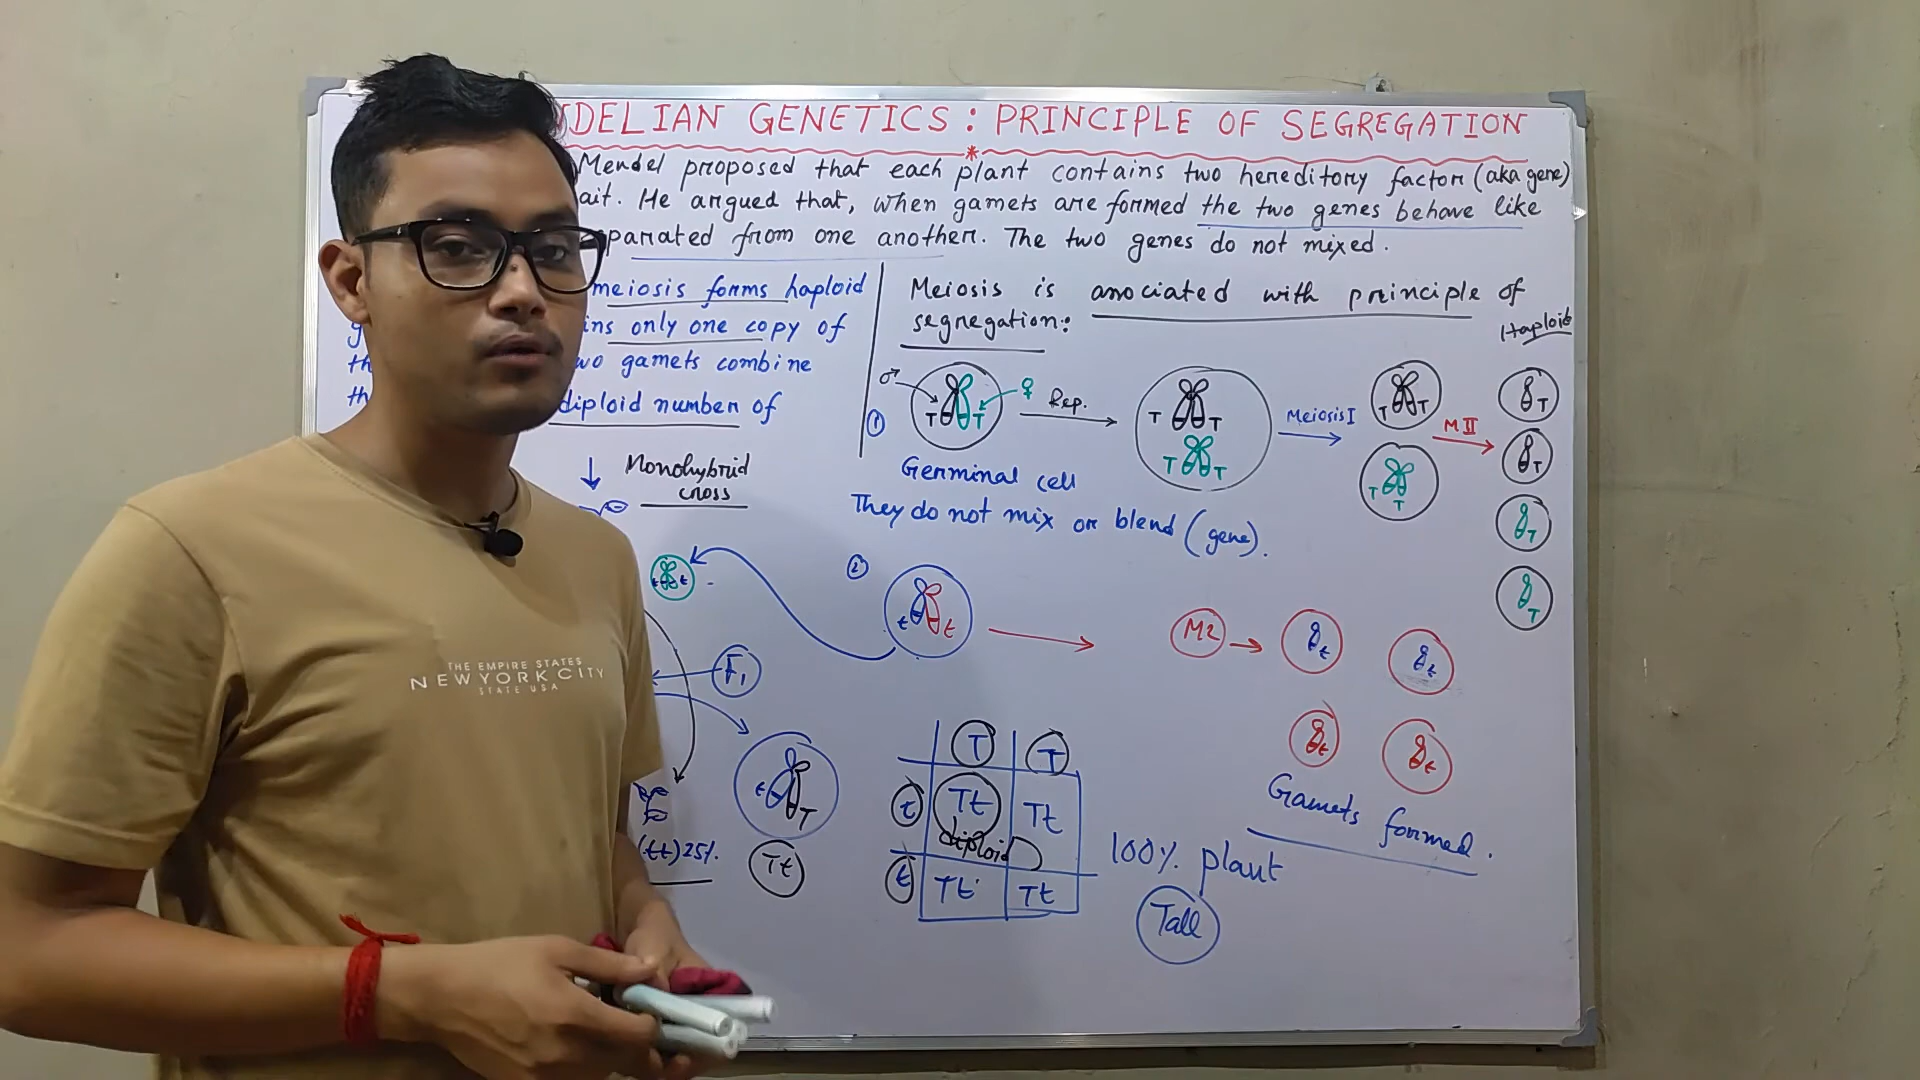 DELIAN GENETICS: PRINCIPLE OF SEGREGATION
*
Mendel proposed that each plant contains two hereditory factor (aka gene)
ait. He argued that, when gamets are formed the two genes behave like
parated from one another. The two genes do not mixed.
meiosis forms haploid
g ins only one copy of
th wo gamets combine
th diploid number of
Monohybrid
cross
Meiosis is anociated with principle of
segregation:
Haploid
♂ ♀
① T T
Rep.
T T
T T
Meiosis I
T T
T
M II
T
T
T
T
Germinal cell
They do not mix or blend (gene).
t t
② t t
M2
t
t
t
t
Gamets formed.
F1
t T
Tt
(tt) 25%.
T T
t Tt Tt
diploid
t Tt Tt
100% plant
Tall
THE EMPIRE STATES
NEW YORK CITY
STATE USA